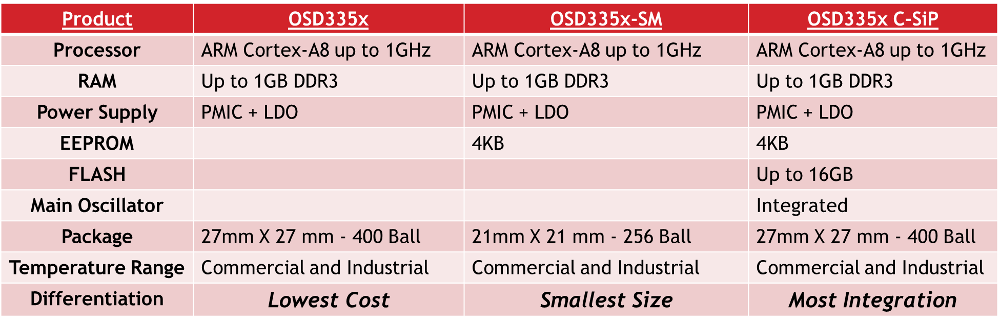 Product OSD335x OSD335x-SM OSD335x C-SiP
Processor ARM Cortex-A8 up to 1GHz ARM Cortex-A8 up to 1GHz ARM Cortex-A8 up to 1GHz
RAM Up to 1GB DDR3 Up to 1GB DDR3 Up to 1GB DDR3
Power Supply PMIC + LDO PMIC + LDO PMIC + LDO
EEPROM 4KB 4KB
FLASH Up to 16GB
Main Oscillator Integrated
Package 27mm X 27 mm - 400 Ball 21mm X 21 mm - 256 Ball 27mm X 27 mm - 400 Ball
Temperature Range Commercial and Industrial Commercial and Industrial Commercial and Industrial
Differentiation Lowest Cost Smallest Size Most Integration